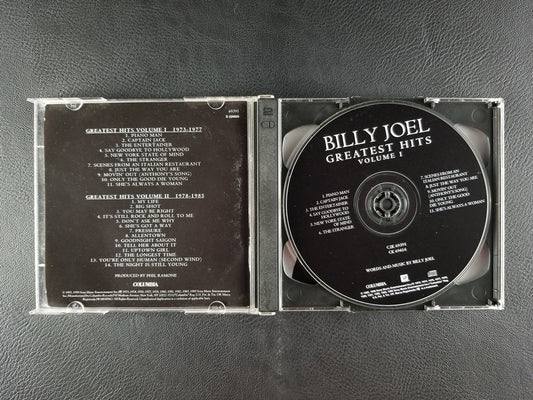 GREATEST HITS VOLUME I 1973-1977
1. PIANO MAN
2. CAPTAIN JACK
3. THE ENTERTAINER
4. SAY GOODBYE TO HOLLYWOOD
5. NEW YORK STATE OF MIND
6. THE STRANGER
7. SCENES FROM AN ITALIAN RESTAURANT
8. JUST THE WAY YOU ARE
9. MOVIN' OUT (ANTHONY'S SONG)
10. ONLY THE GOOD DIE YOUNG
11. SHE'S ALWAYS A WOMAN
GREATEST HITS VOLUME II 1978-1985
1. MY LIFE
2. BIG SHOT
3. YOU MAY BE RIGHT
4. IT'S STILL ROCK AND ROLL TO ME
5. DON'T ASK ME WHY
6. SHE'S GOT A WAY
7. PRESSURE
8. ALLENTOWN
9. GOODNIGHT SAIGON
10. TELL HER ABOUT IT
11. UPTOWN GIRL
12. THE LONGEST TIME
13. YOU'RE ONLY HUMAN (SECOND WIND)
14. THE NIGHT IS STILL YOUNG
PRODUCED BY PHIL RAMONE
COLUMBIA
CD
BILLY JOEL
GREATEST HITS
VOLUME I
1. PIANO MAN
2. CAPTAIN JACK
3. THE ENTERTAINER
4. SAY GOODBYE TO
HOLLYWOOD
5. NEW YORK STATE OF
MIND
6. THE STRANGER
7. SCENES FROM AN
ITALIAN RESTAURANT
8. JUST THE WAY YOU ARE
9. MOVIN' OUT
(ANTHONY'S SONG)
10. ONLY THE GOOD DIE
YOUNG
11. SHE'S ALWAYS A WOMAN
C2K 69391
CK 69414
WORDS AND MUSIC BY BILLY JOEL
COLUMBIA